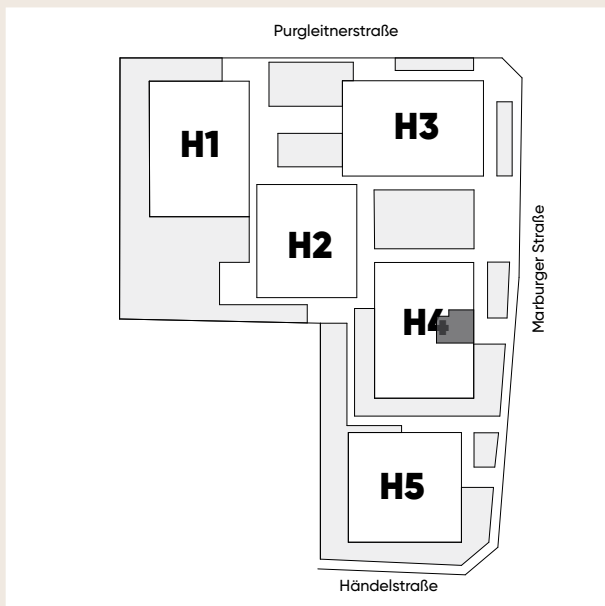 Purgleitnerstraße
H3
H1
H2
Marburger Straße
H4
H5
Händelstraße